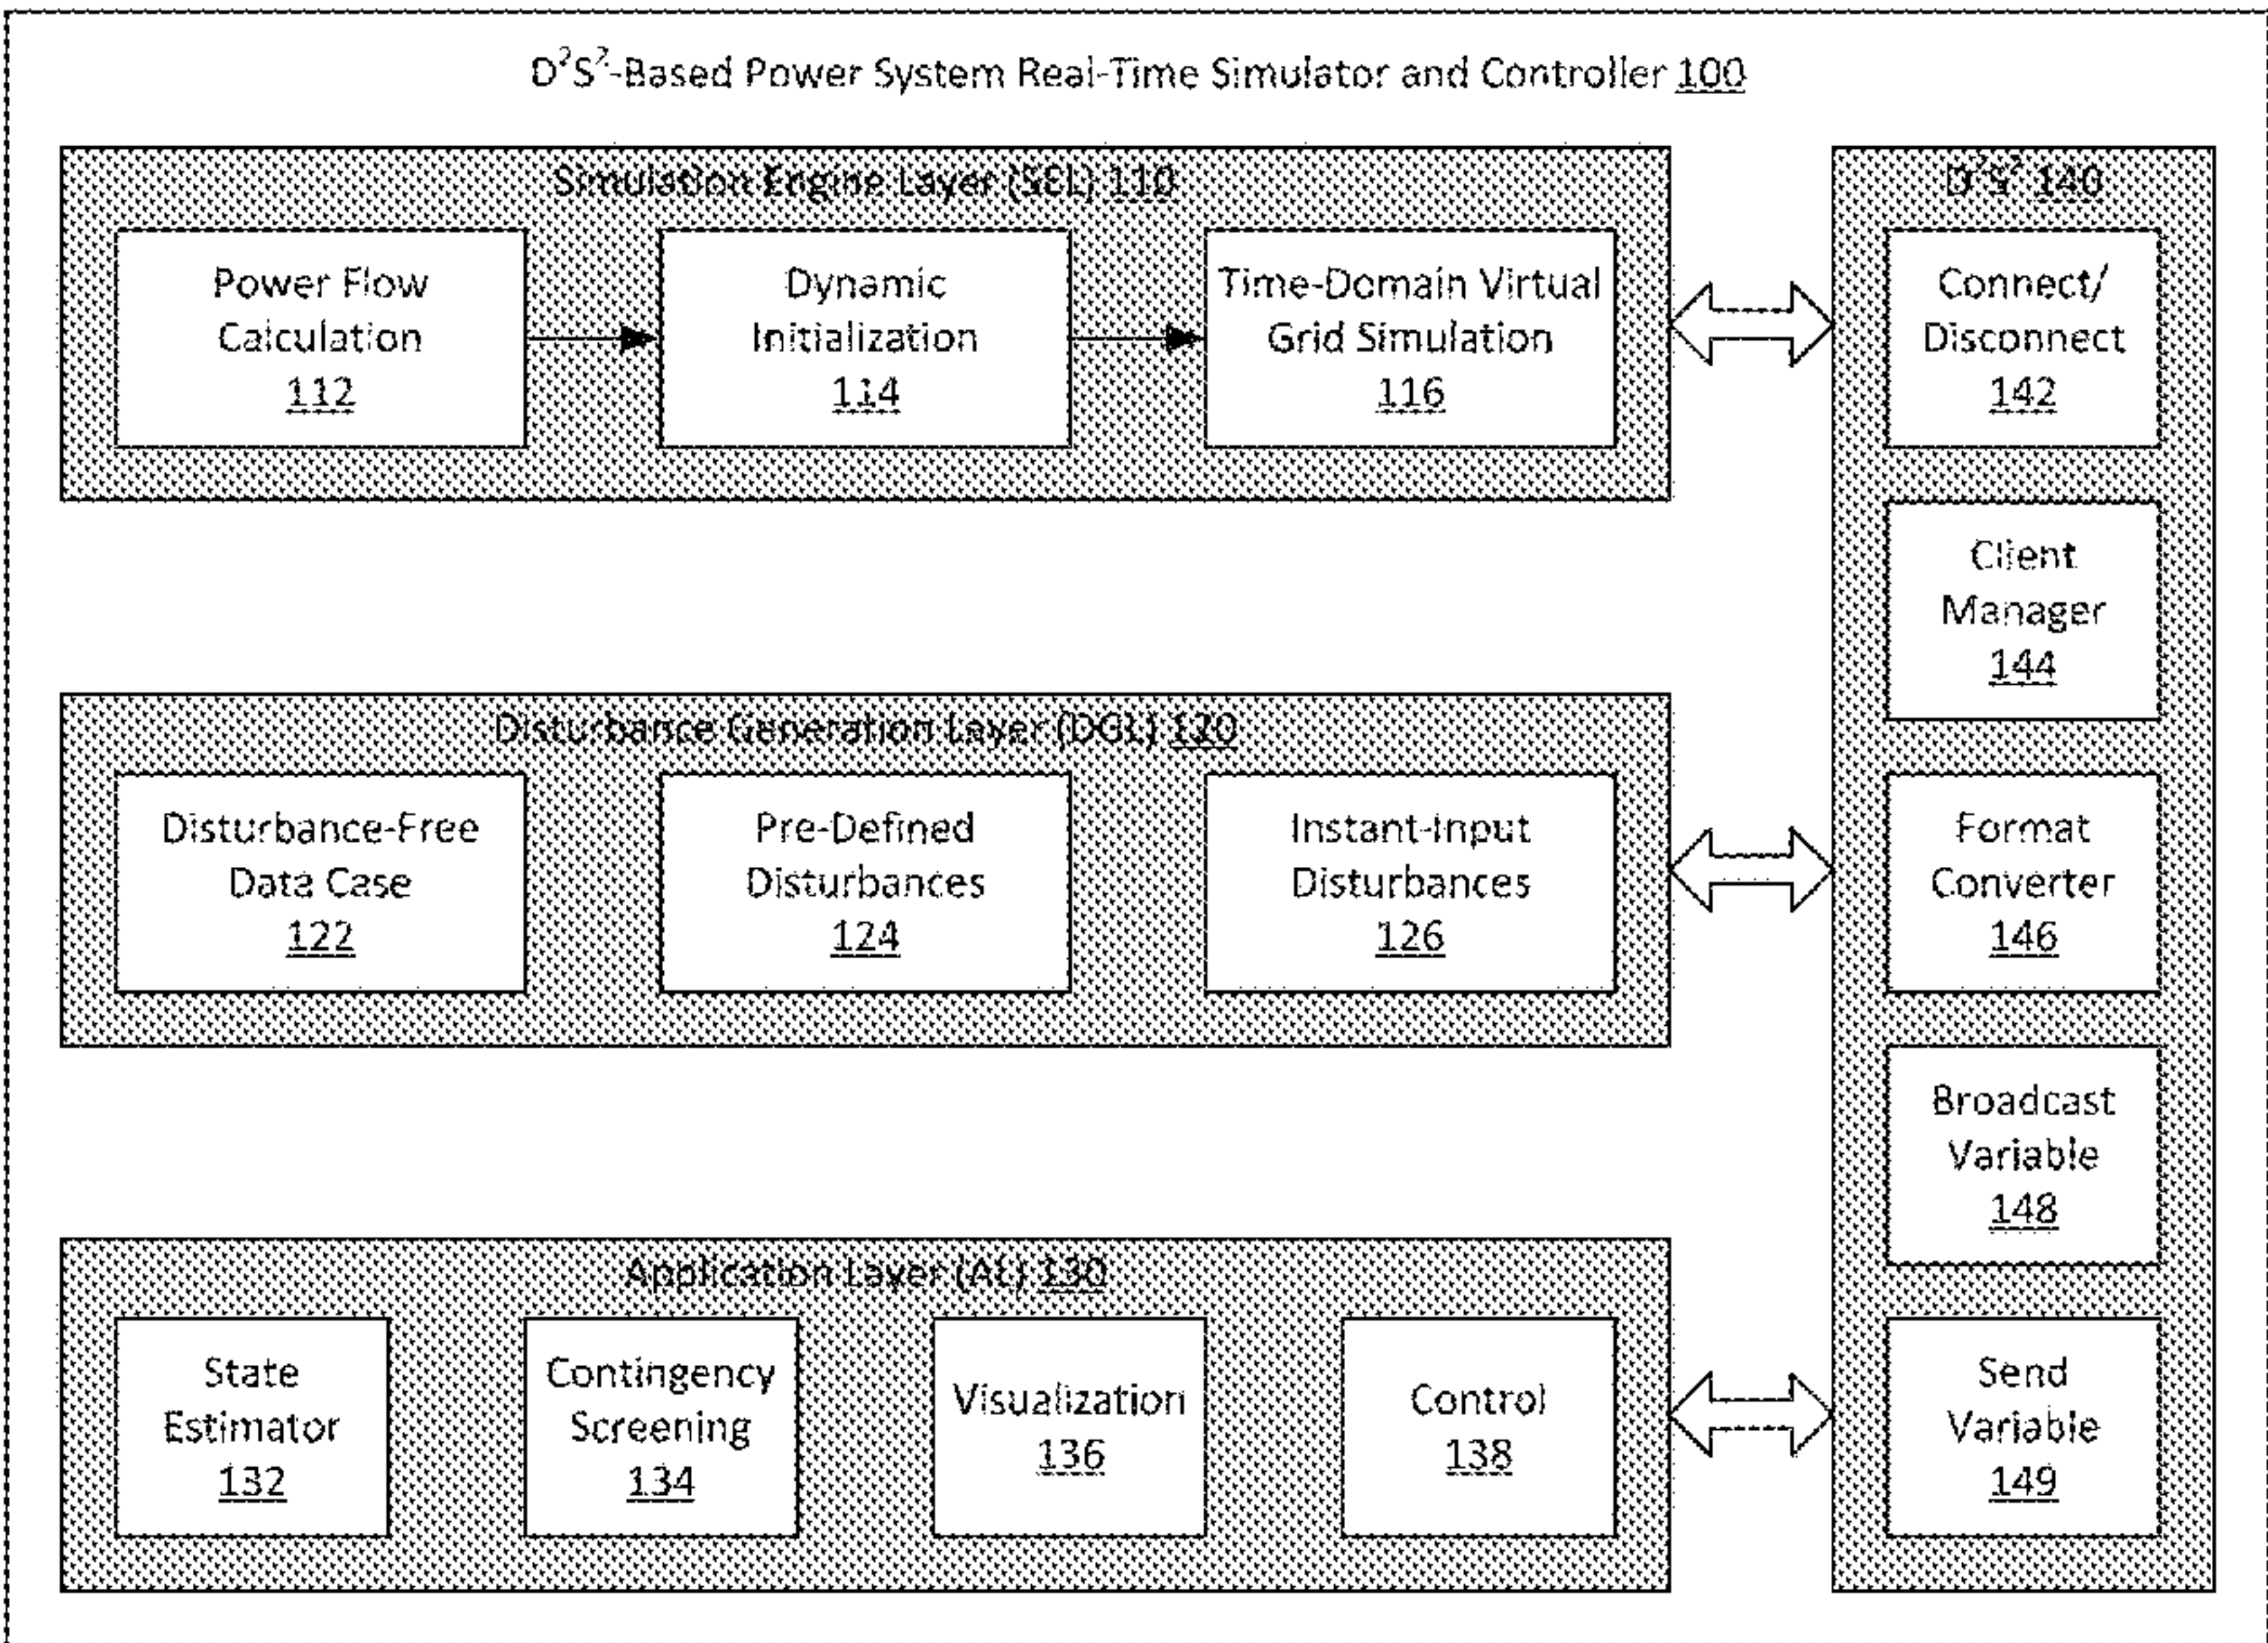 D²S²-Based Power System Real-Time Simulator and Controller 100
Simulation Engine Layer (SEL) 110
Power Flow
Calculation
112
Dynamic
Initialization
114
Time-Domain Virtual
Grid Simulation
116
Disturbance Generation Layer (DGL) 120
Disturbance-Free
Data Case
122
Pre-Defined
Disturbances
124
Instant-Input
Disturbances
126
Application Layer (AL) 130
State
Estimator
132
Contingency
Screening
134
Visualization
136
Control
138
D²S² 140
Connect/
Disconnect
142
Client
Manager
144
Format
Converter
146
Broadcast
Variable
148
Send
Variable
149